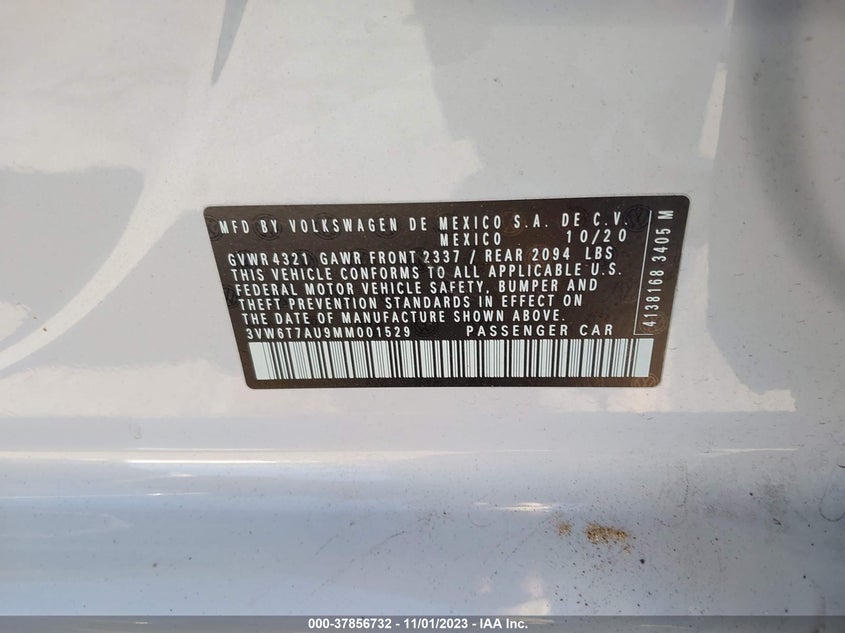 MFD BY VOLKSWAGEN DE MEXICO S.A. DE C.V.
MEXICO 10/20
GVWR 4321 GAWR FRONT 2337 / REAR 2094 LBS
THIS VEHICLE CONFORMS TO ALL APPLICABLE U.S.
FEDERAL MOTOR VEHICLE SAFETY, BUMPER AND
THEFT PREVENTION STANDARDS IN EFFECT ON
THE DATE OF MANUFACTURE SHOWN ABOVE.
3VW6T7AU9MM001529 PASSENGER CAR
4138168 3405 M
000-37856732 - 11/01/2023 - IAA Inc.